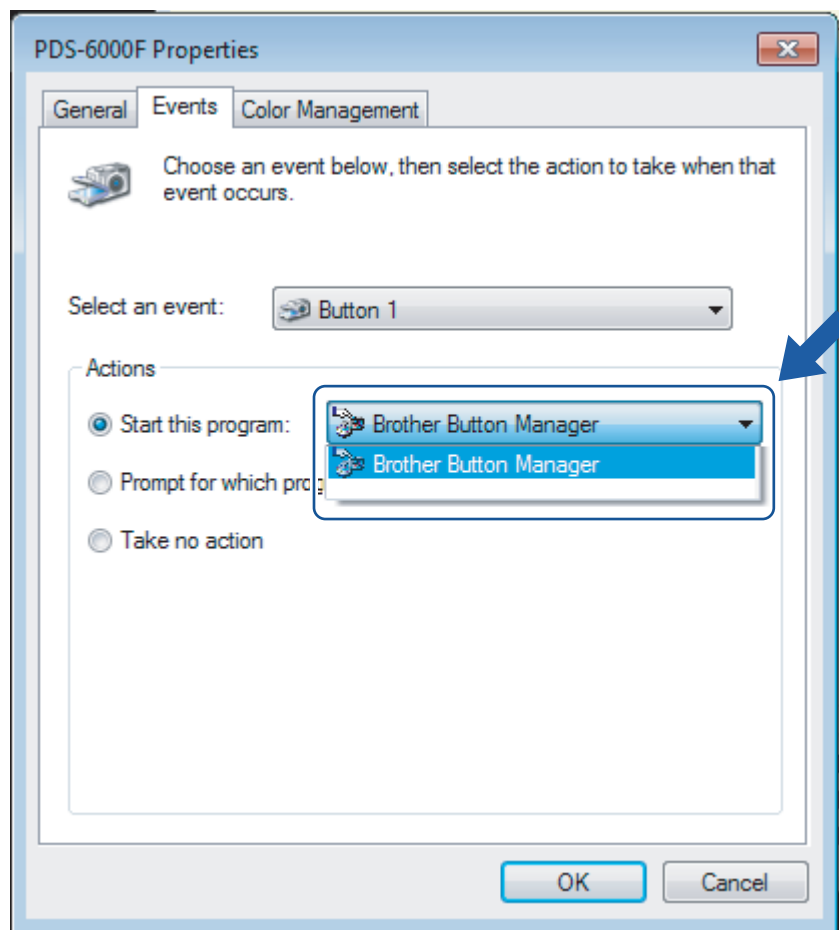 PDS-6000F Properties
General Events Color Management
Choose an event below, then select the action to take when that
event occurs.
Select an event: Button 1
Actions
Start this program: Brother Button Manager
Brother Button Manager
Prompt for which
Take no action
OK Cancel